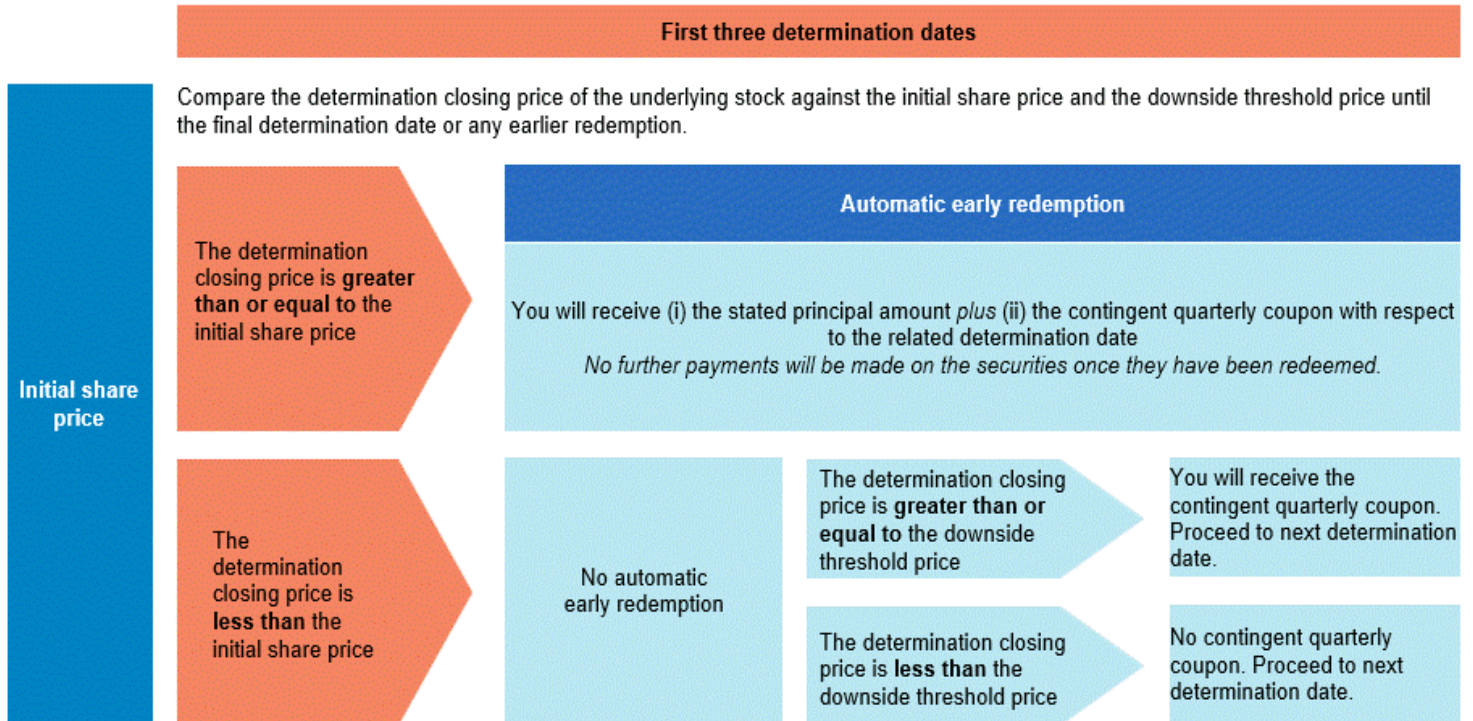 First three determination dates
Compare the determination closing price of the underlying stock against the initial share price and the downside threshold price until
the final determination date or any earlier redemption.
Initial share
price
The determination
closing price is greater
than or equal to the
initial share price
Automatic early redemption
You will receive (i) the stated principal amount plus (ii) the contingent quarterly coupon with respect
to the related determination date
No further payments will be made on the securities once they have been redeemed.
The
determination
closing price is
less than the
initial share price
No automatic
early redemption
The determination closing
price is greater than or
equal to the downside
threshold price
You will receive the
contingent quarterly coupon.
Proceed to next determination
date.
The determination closing
price is less than the
downside threshold price
No contingent quarterly
coupon. Proceed to next
determination date.